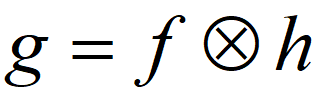 g = f ⊗ h